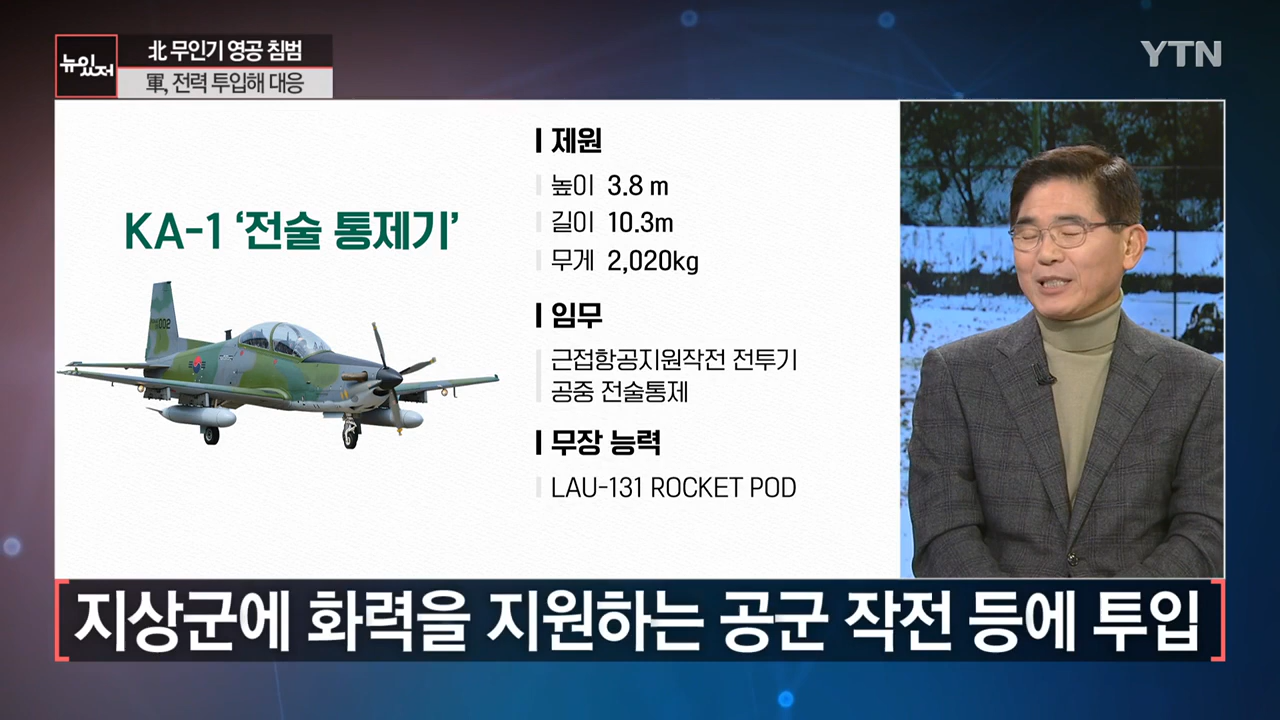 뉴있저
北 무인기 영공 침범
軍, 전력 투입해 대응
YTN
제원
높이 3.8 m
길이 10.3m
무게 2,020kg
KA-1 '전술 통제기'
임무
근접항공지원작전 전투기
공중 전술통제
무장 능력
LAU-131 ROCKET POD
002
지상군에 화력을 지원하는 공군 작전 등에 투입